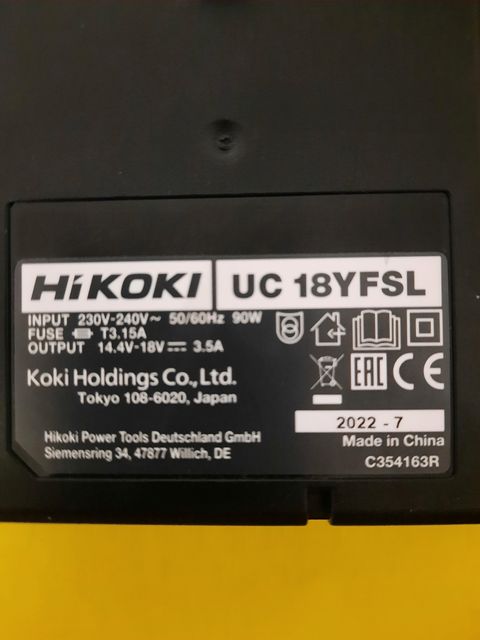 HiKOKI
UC 18YFSL
INPUT 230V-240V~ 50/60Hz 90W
FUSE T3.15A
OUTPUT 14.4V-18V⎓ 3.5A
Koki Holdings Co.,Ltd.
Tokyo 108-6020, Japan
EAC CE
2022 - 7
Hikoki Power Tools Deutschland GmbH
Siemensring 34, 47877 Willich, DE
Made in China
C354163R